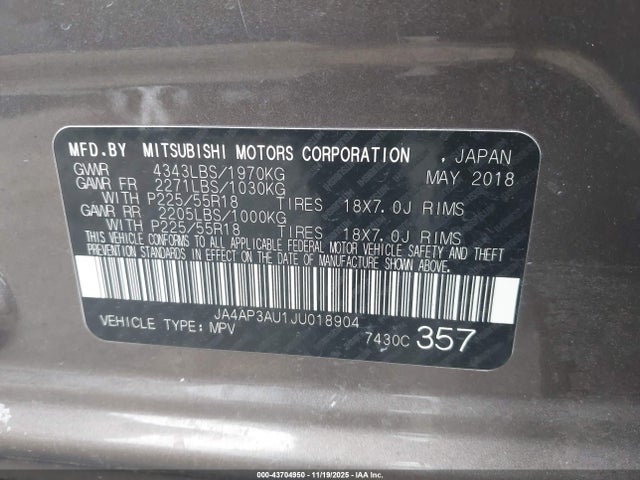 MFD.BY MITSUBISHI MOTORS CORPORATION , JAPAN
GVWR 4343LBS/1970KG MAY 2018
GAWR FR 2271LBS/1030KG
WITH P225/55R18 TIRES 18X7.0J RIMS
GAWR RR 2205LBS/1000KG
WITH P225/55R18 TIRES 18X7.0J RIMS
THIS VEHICLE CONFORMS TO ALL APPLICABLE FEDERAL MOTOR VEHICLE SAFETY AND THEFT
PREVENTION STANDARDS IN EFFECT ON THE DATE OF MANUFACTURE SHOWN ABOVE.
JA4AP3AU1JU018904
VEHICLE TYPE: MPV 7430C 357
000-43704950 - 11/19/2025 - IAA Inc.